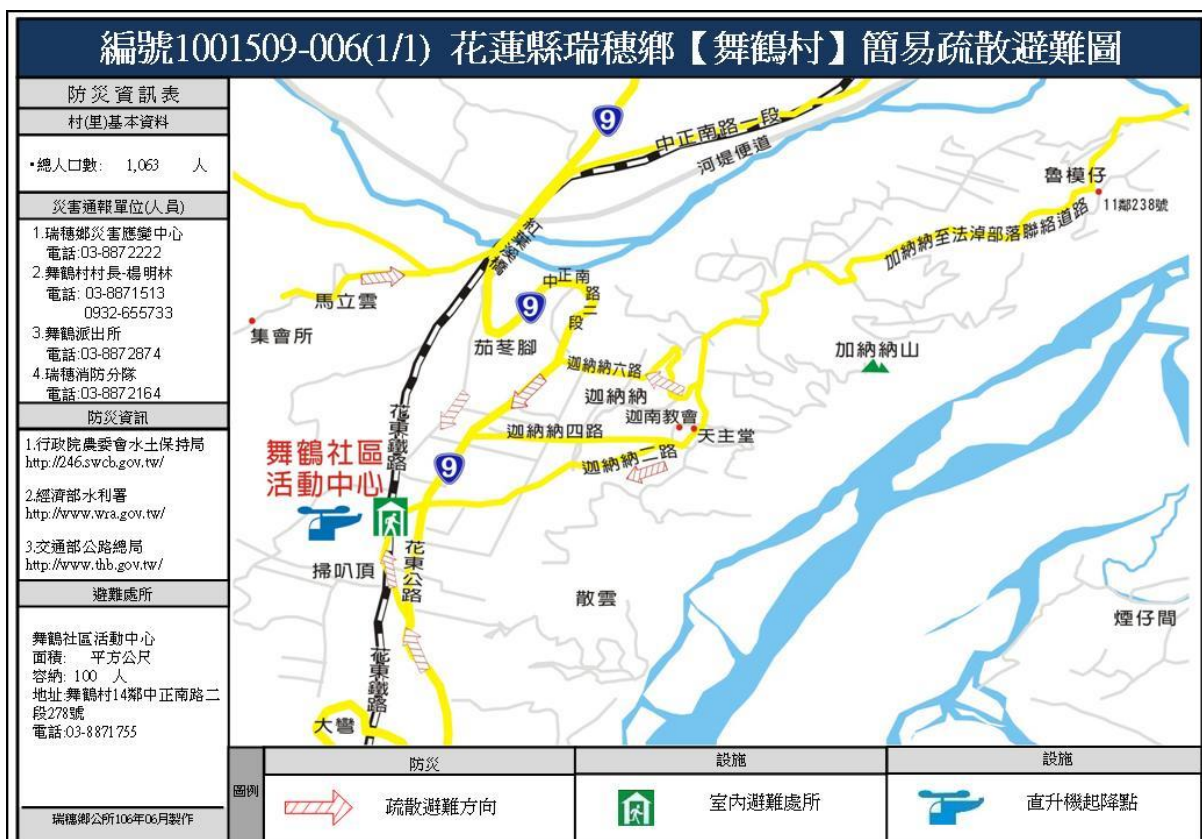 編號1001509-006(1/1) 花蓮縣瑞穗鄉【舞鶴村】簡易疏散避難圖
防災資訊表
村(里)基本資料
•總人口數: 1,063 人
災害通報單位(人員)
1.瑞穗鄉災害應變中心
電話:03-8872222
2.舞鶴村村長-楊明林
電話: 03-8871513
0932-655733
3.舞鶴派出所
電話:03-8872874
4.瑞穗消防分隊
電話:03-8872164
防災資訊
1.行政院農委會水土保持局
http://246.swcb.gov.tw/
2.經濟部水利署
http://www.wra.gov.tw/
3.交通部公路總局
http://www.thb.gov.tw/
避難處所
舞鶴社區活動中心
面積: 平方公尺
容納: 100 人
地址:舞鶴村14鄰中正南路二
段278號
電話:03-8871755
瑞穗鄉公所106年06月製作
9
中正南路一段
河堤便道
魯模仔
11鄰238號
加納納至法淖部落聯絡道路
紅葉溪橋
馬立雲
集會所
中正南路二段
9
茄苳腳
加納納山
迦納納六路
迦納納
迦南教會
天主堂
迦納納四路
迦納納二路
花東鐵路
9
舞鶴社區
活動中心
掃叭頂
花東公路
散雲
煙仔間
花東鐵路
大彎
圖例
防災
設施
設施
疏散避難方向
室內避難處所
直升機起降點